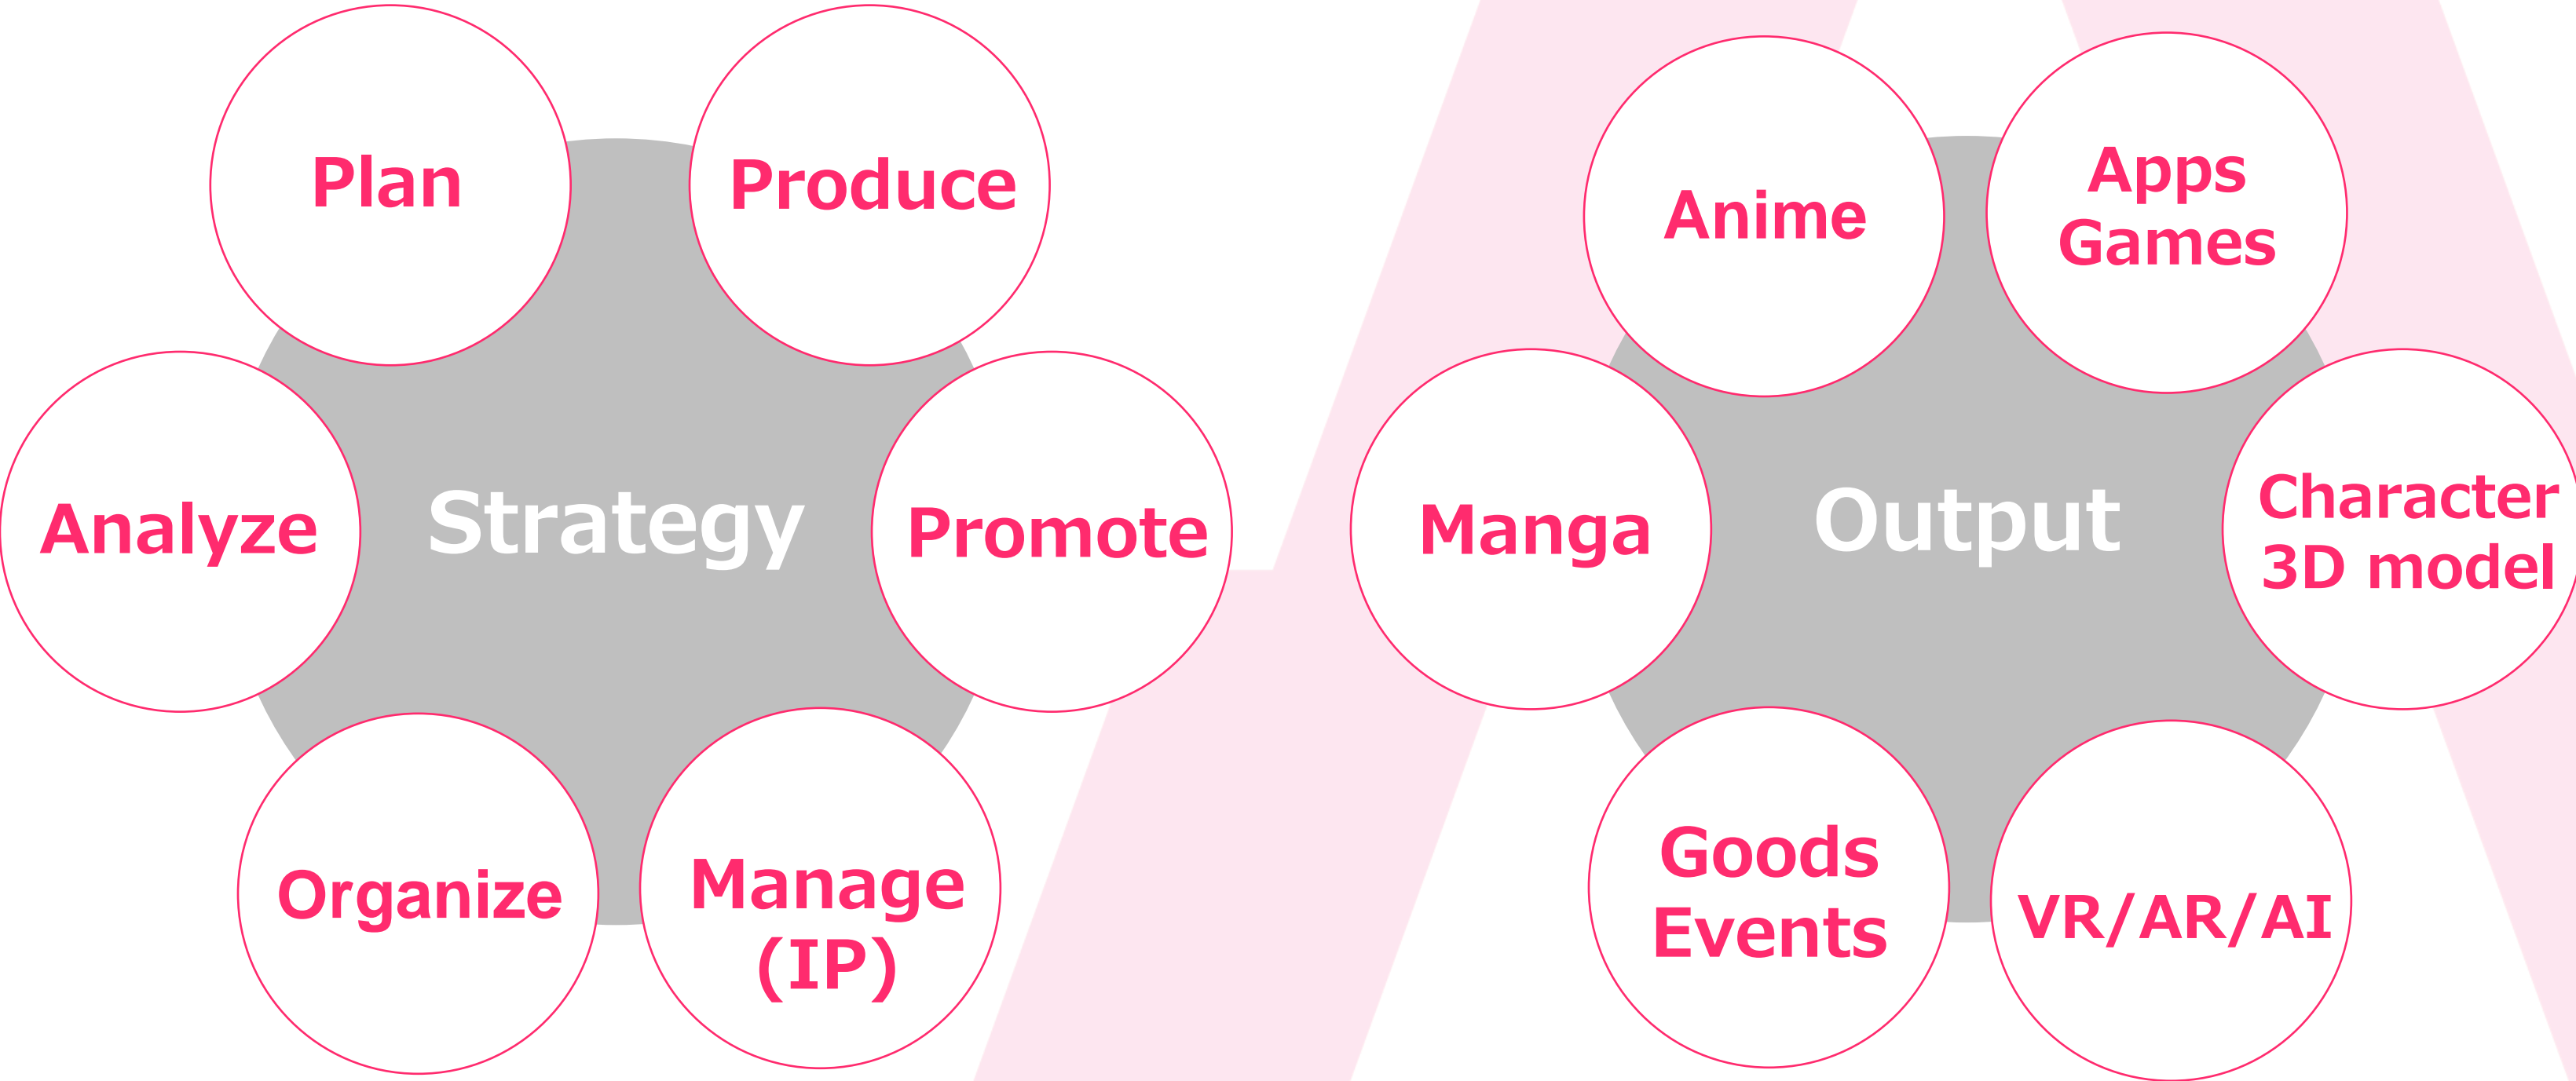 Plan
Produce
Analyze
Strategy
Promote
Organize
Manage
(IP)
Anime
Apps
Games
Manga
Output
Character
3D model
Goods
Events
VR/AR/AI